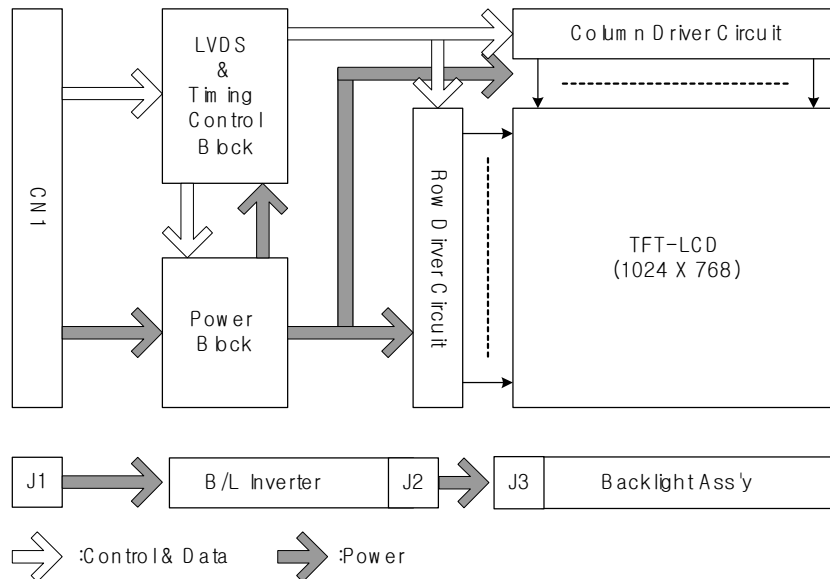 LVDS
&
Timing
Control
Block
Column Driver Circuit
CN1
Row Dirver Circuit
TFT-LCD
(1024 X 768)
Power
Block
J1
B/L Inverter
J2
J3
Backlight Ass'y
:Control & Data
:Power